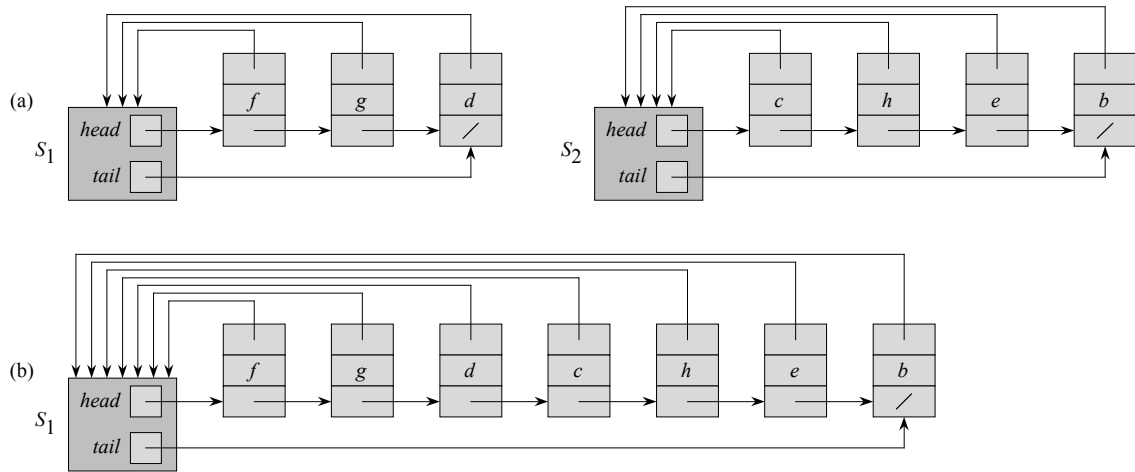 f g d c h e b
(a)
head head
S1 S2
tail tail
f g d c h e b
(b)
head
S1
tail